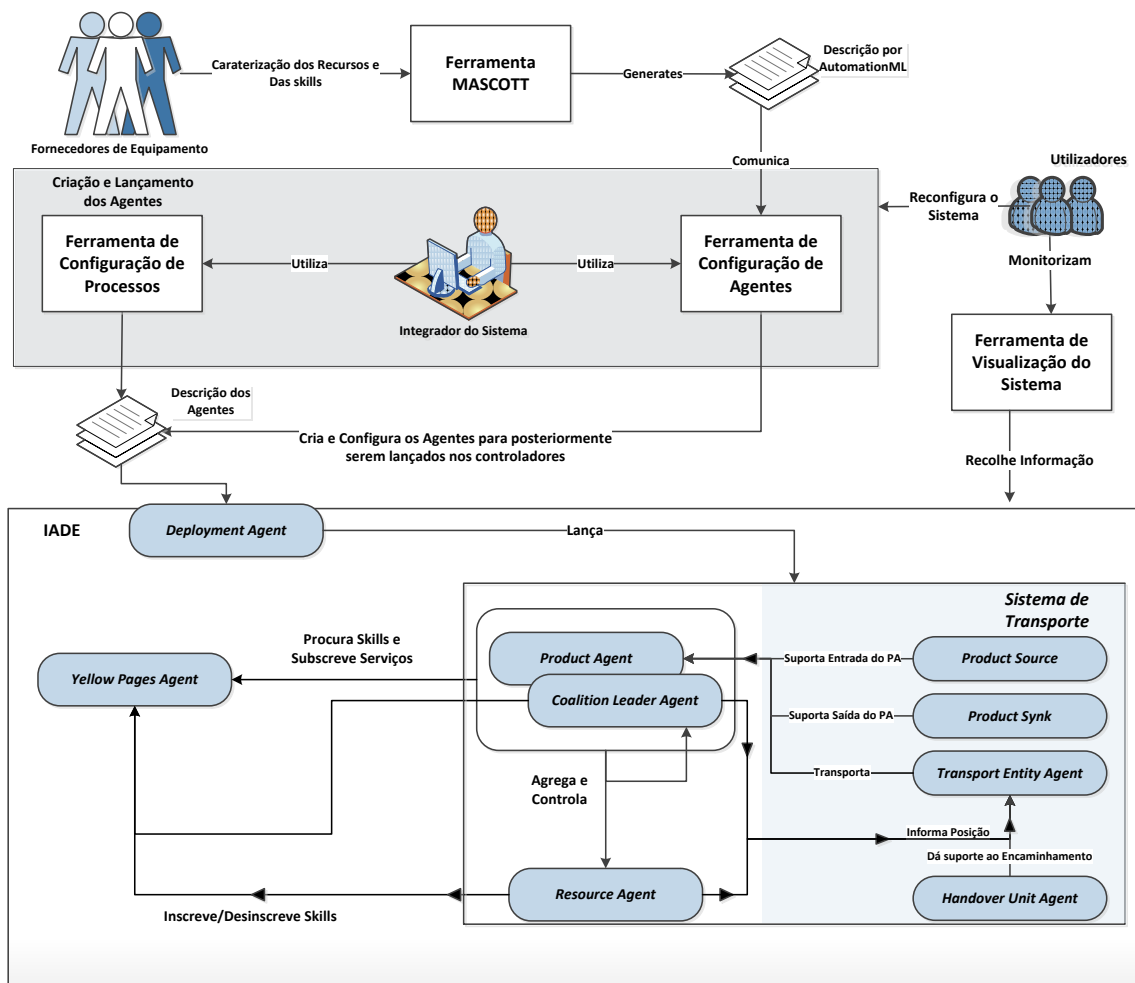 Caraterização dos Recursos e
Das skills
Ferramenta
MASCOTT
Generates
Descrição por
AutomationML
Fornecedores de Equipamento
Comunica
Utilizadores
Criação e Lançamento
dos Agentes
Reconfigura o
Sistema
Ferramenta de
Configuração de
Processos
Utiliza
Utiliza
Ferramenta de
Configuração de
Agentes
Integrador do Sistema
Monitorizam
Ferramenta de
Visualização do
Sistema
Descrição dos
Agentes
Cria e Configura os Agentes para posteriormente
serem lançados nos controladores
Recolhe Informação
IADE
Deployment Agent
Lança
Sistema de
Transporte
Procura Skills e
Subscreve Serviços
Product Agent
Suporta Entrada do PA
Product Source
Yellow Pages Agent
Coalition Leader Agent
Suporta Saída do PA
Product Synk
Agrega e
Controla
Transporta
Transport Entity Agent
Informa Posição
Dá suporte ao Encaminhamento
Resource Agent
Handover Unit Agent
Inscreve/Desinscreve Skills